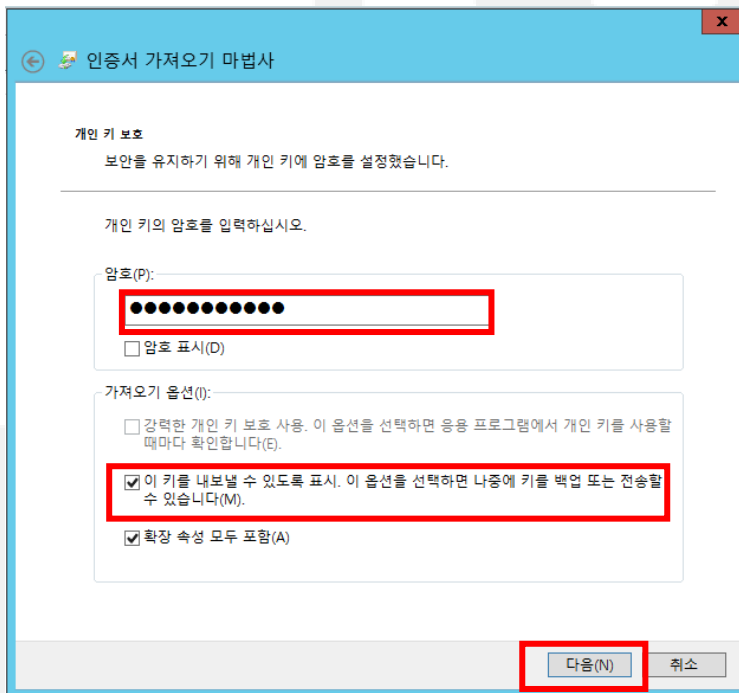 x
인증서 가져오기 마법사
개인 키 보호
보안을 유지하기 위해 개인 키에 암호를 설정했습니다.
개인 키의 암호를 입력하십시오.
암호(P):
●●●●●●●●●●●
암호 표시(D)
가져오기 옵션(I):
강력한 개인 키 보호 사용. 이 옵션을 선택하면 응용 프로그램에서 개인 키를 사용할
때마다 확인합니다(E).
이 키를 내보낼 수 있도록 표시. 이 옵션을 선택하면 나중에 키를 백업 또는 전송할
수 있습니다(M).
확장 속성 모두 포함(A)
다음(N)
취소